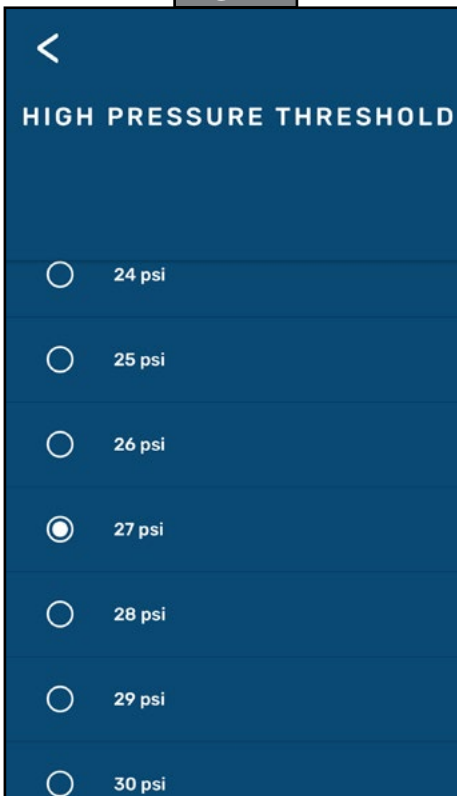 HIGH PRESSURE THRESHOLD
24 psi
25 psi
26 psi
27 psi
28 psi
29 psi
30 psi